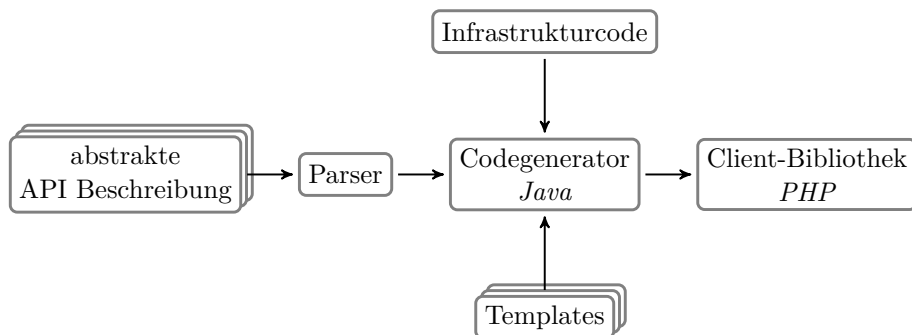 Infrastrukturcode
abstrakte
API Beschreibung
Parser
Codegenerator
Java
Client-Bibliothek
PHP
Templates